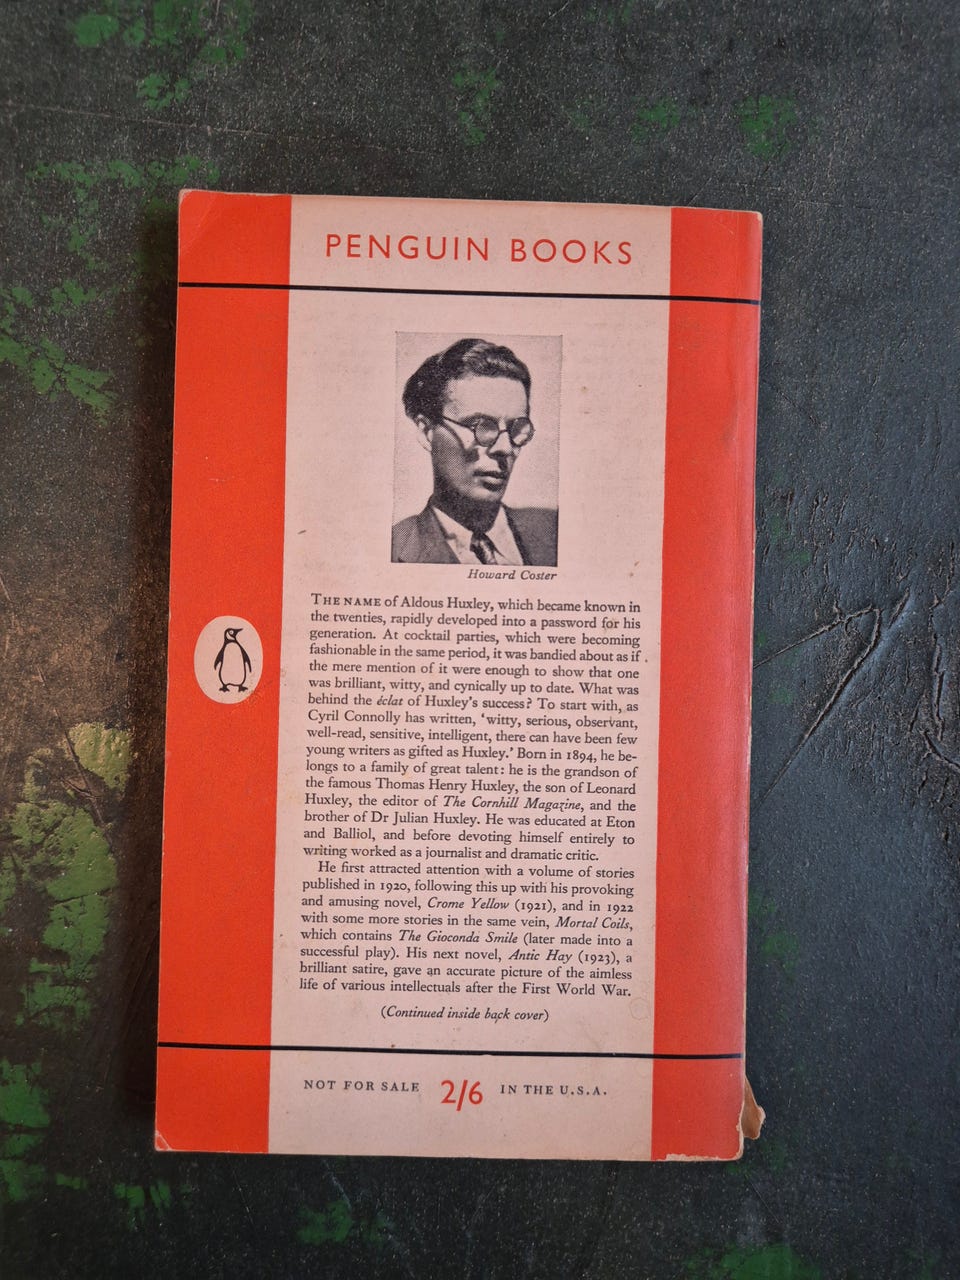 PENGUIN BOOKS
Howard Coster
THE NAME of Aldous Huxley, which became known in
the twenties, rapidly developed into a password for his
generation. At cocktail parties, which were becoming
fashionable in the same period, it was bandied about as if
the mere mention of it were enough to show that one
was brilliant, witty, and cynically up to date. What was
behind the éclat of Huxley's success? To start with, as
Cyril Connolly has written, 'witty, serious, observant,
well-read, sensitive, intelligent, there can have been few
young writers as gifted as Huxley.' Born in 1894, he be-
longs to a family of great talent: he is the grandson of
the famous Thomas Henry Huxley, the son of Leonard
Huxley, the editor of The Cornhill Magazine, and the
brother of Dr Julian Huxley. He was educated at Eton
and Balliol, and before devoting himself entirely to
writing worked as a journalist and dramatic critic.
He first attracted attention with a volume of stories
published in 1920, following this up with his provoking
and amusing novel, Crome Yellow (1921), and in 1922
with some more stories in the same vein, Mortal Coils,
which contains The Gioconda Smile (later made into a
successful play). His next novel, Antic Hay (1923), a
brilliant satire, gave an accurate picture of the aimless
life of various intellectuals after the First World War.
(Continued inside back cover)
NOT FOR SALE 2/6 IN THE U.S.A.